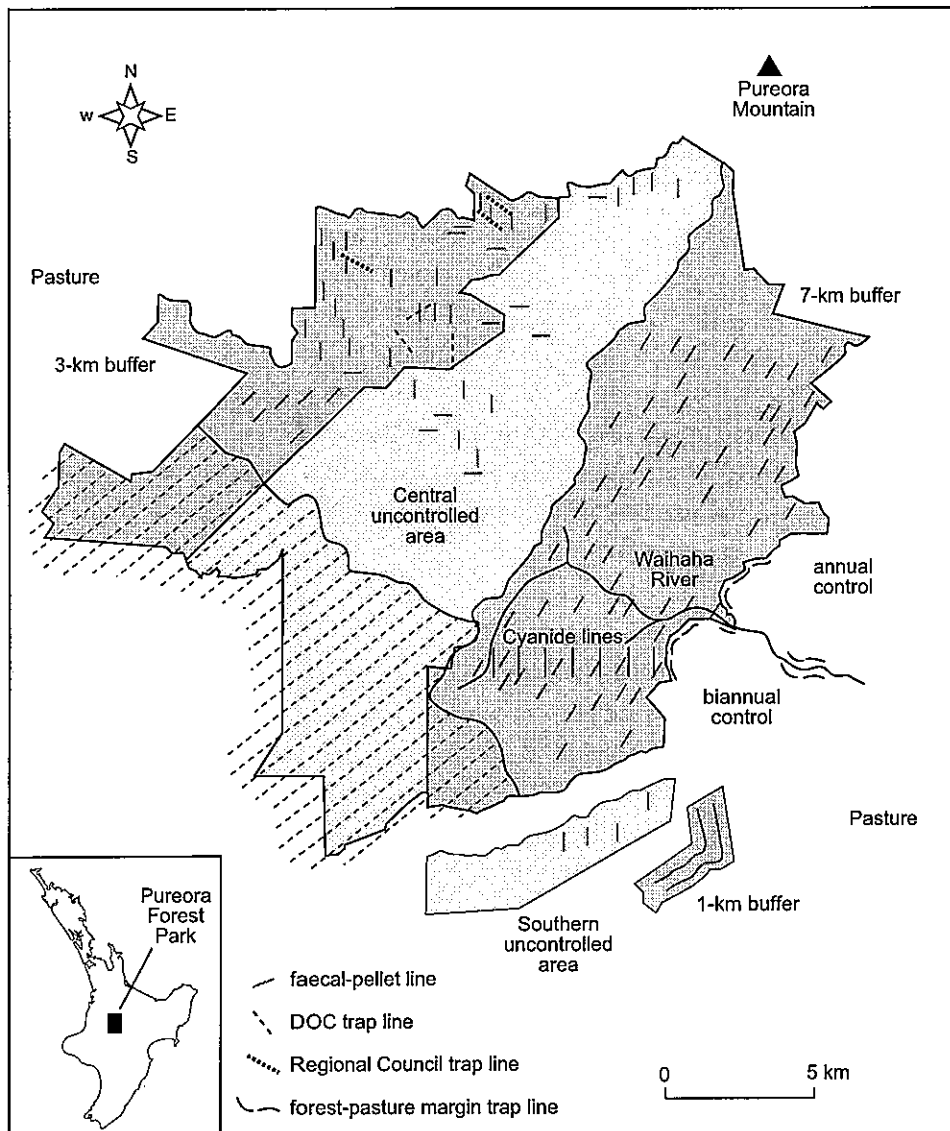 N
W E
S
Pureora
Mountain
Pasture
7-km buffer
3-km buffer
Central
uncontrolled
area
Waihaha
River
annual
control
Cyanide lines
biannual
control
Pasture
1-km buffer
Southern
uncontrolled
area
Pureora
Forest
Park
faecal-pellet line
DOC trap line
Regional Council trap line
forest-pasture margin trap line
0 5 km